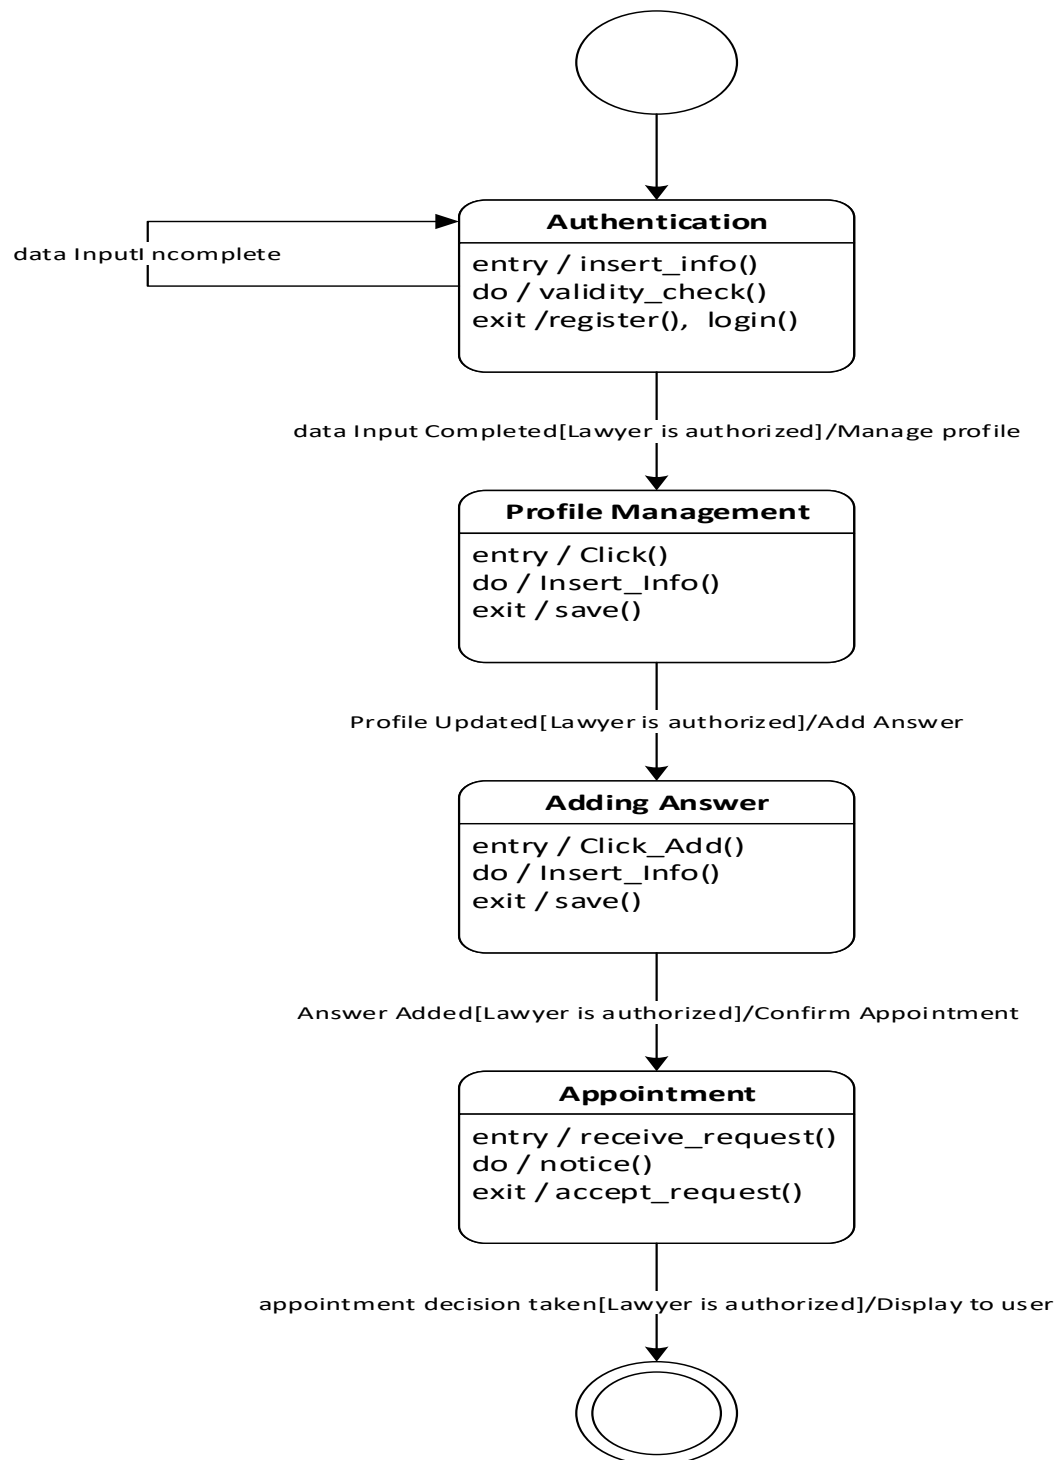 Authentication
data InputIncomplete
entry / insert_info()
do / validity_check()
exit /register(), login()
data Input Completed[Lawyer is authorized]/Manage profile
Profile Management
entry / Click()
do / Insert_Info()
exit / save()
Profile Updated[Lawyer is authorized]/Add Answer
Adding Answer
entry / Click_Add()
do / Insert_Info()
exit / save()
Answer Added[Lawyer is authorized]/Confirm Appointment
Appointment
entry / receive_request()
do / notice()
exit / accept_request()
appointment decision taken[Lawyer is authorized]/Display to user